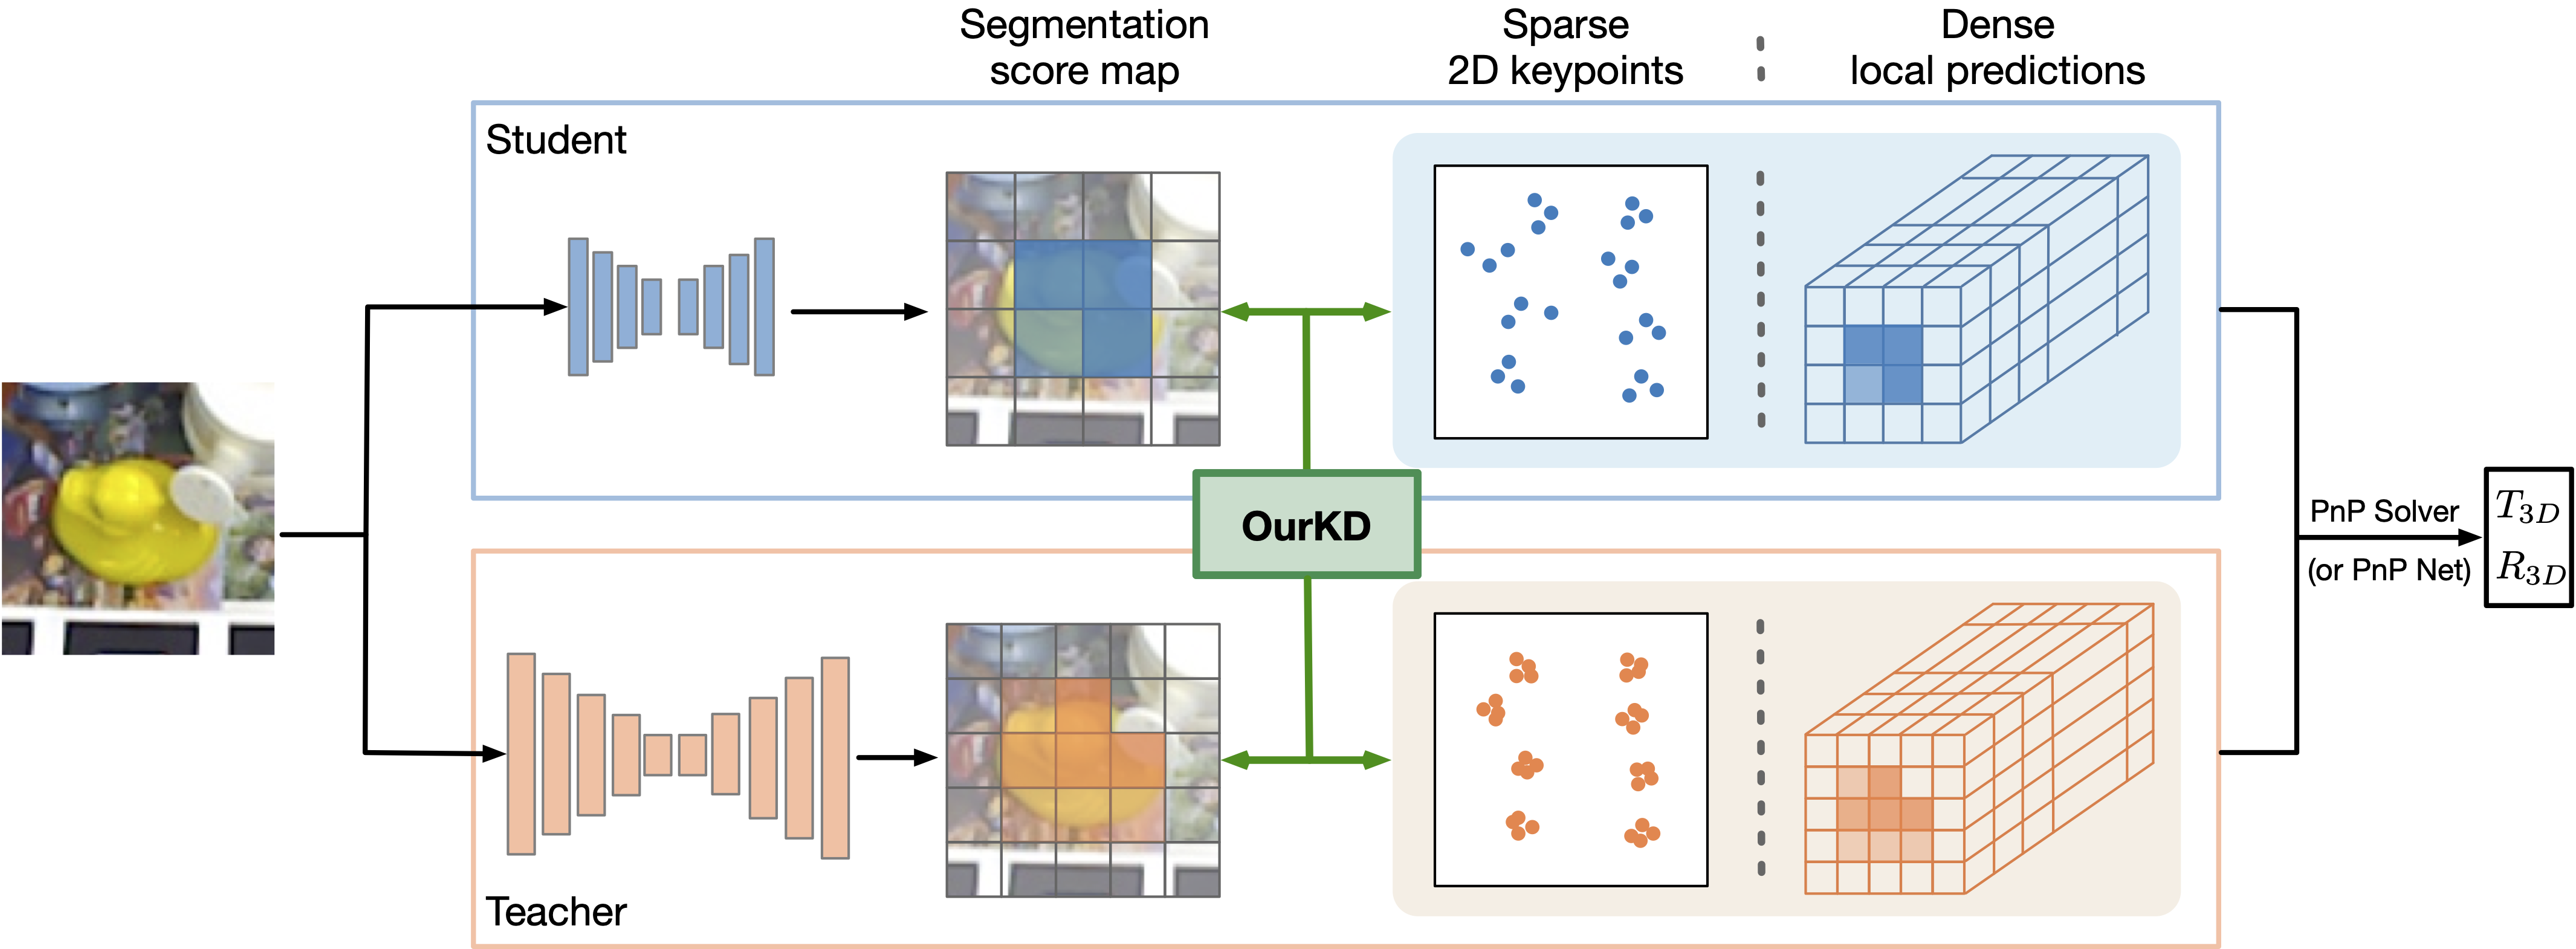 Segmentation
score map
Sparse
2D keypoints
Dense
local predictions
Student
OurKD
PnP Solver
(or PnP Net)
T_{3D}
R_{3D}
Teacher